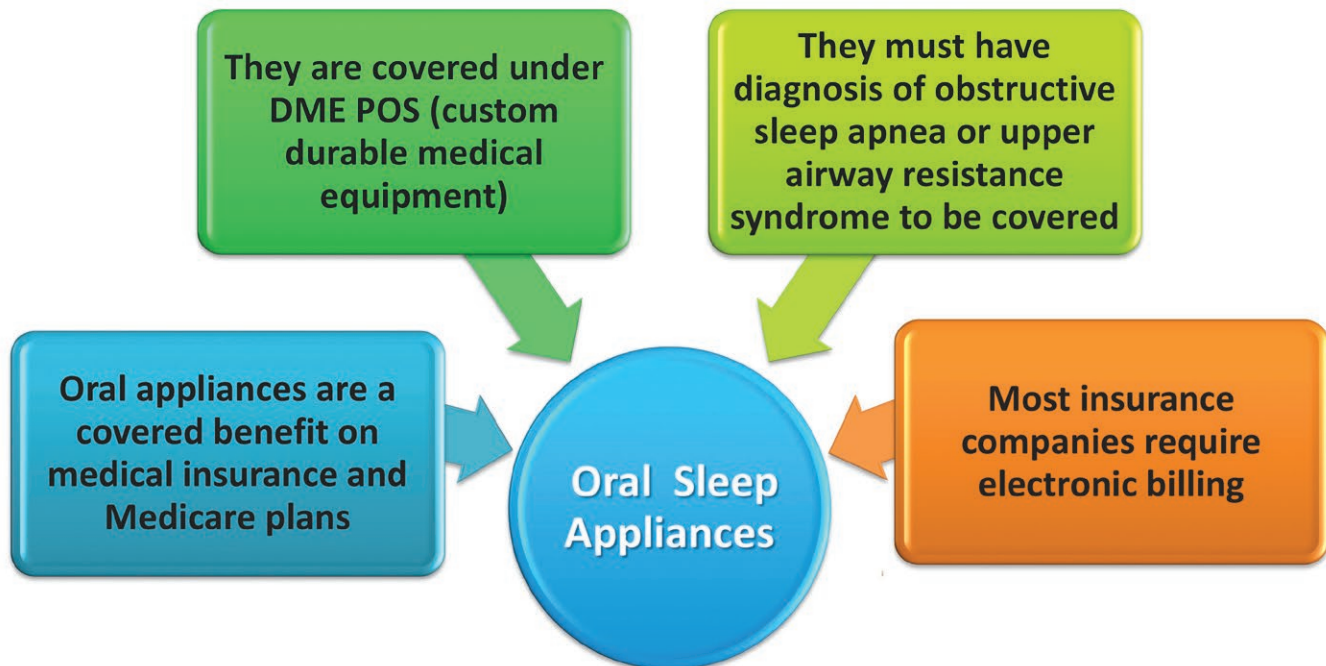 They are covered under
DME POS (custom
durable medical
equipment)
They must have
diagnosis of obstructive
sleep apnea or upper
airway resistance
syndrome to be covered
Oral appliances are a
covered benefit on
medical insurance and
Medicare plans
Oral Sleep
Appliances
Most insurance
companies require
electronic billing